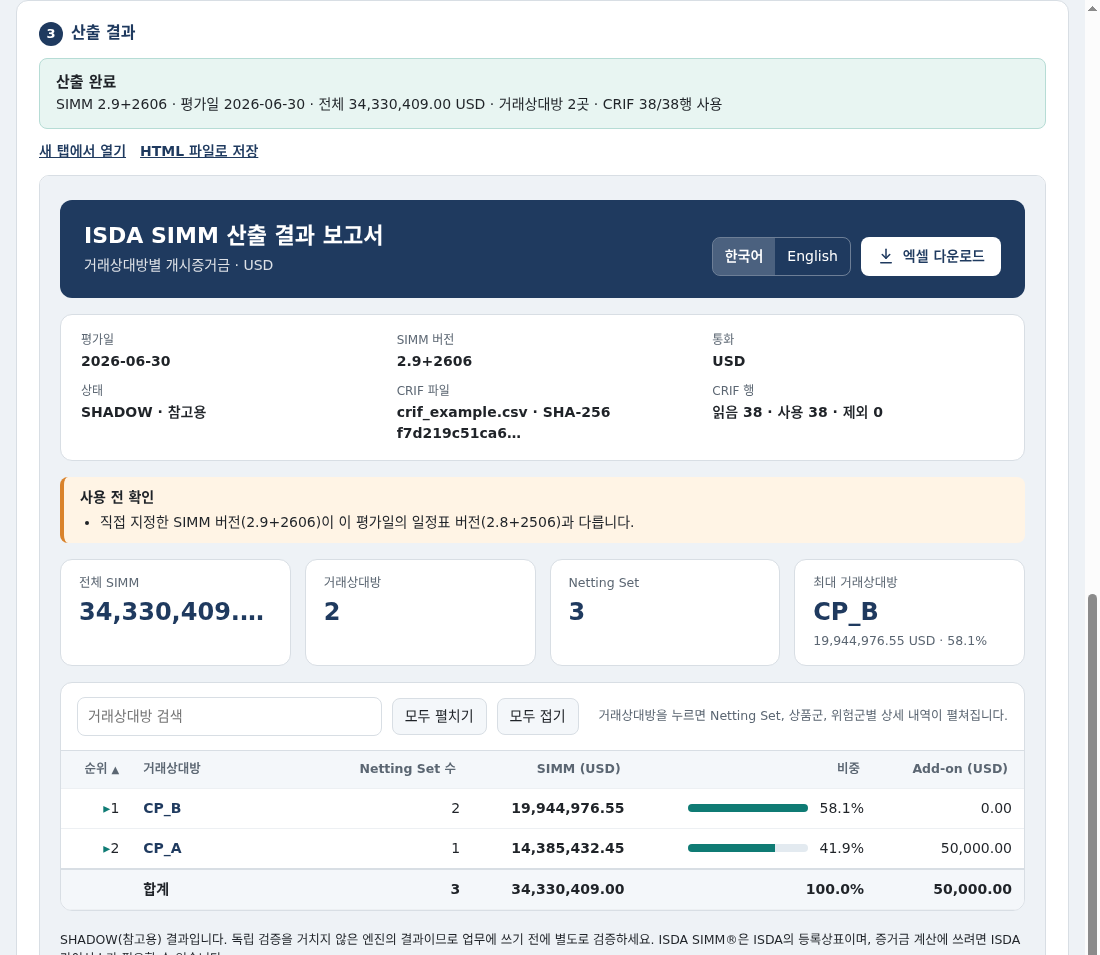 3 산출 결과
산출 완료
SIMM 2.9+2606 · 평가일 2026-06-30 · 전체 34,330,409.00 USD · 거래상대방 2곳 · CRIF 38/38행 사용
새 탭에서 열기 HTML 파일로 저장
ISDA SIMM 산출 결과 보고서
거래상대방별 개시증거금 · USD
한국어 English 엑셀 다운로드
평가일 SIMM 버전 통화
2026-06-30 2.9+2606 USD
상태 CRIF 파일 CRIF 행
SHADOW · 참고용 crif_example.csv · SHA-256 읽음 38 · 사용 38 · 제외 0
f7d219c51ca6…
사용 전 확인
• 직접 지정한 SIMM 버전(2.9+2606)이 이 평가일의 일정표 버전(2.8+2506)과 다릅니다.
전체 SIMM 거래상대방 Netting Set 최대 거래상대방
34,330,409.… 2 3 CP_B
19,944,976.55 USD · 58.1%
거래상대방 검색 모두 펼치기 모두 접기 거래상대방을 누르면 Netting Set, 상품군, 위험군별 상세 내역이 펼쳐집니다.
순위 ▲ 거래상대방 Netting Set 수 SIMM (USD) 비중 Add-on (USD)
▸1 CP_B 2 19,944,976.55 58.1% 0.00
▸2 CP_A 1 14,385,432.45 41.9% 50,000.00
합계 3 34,330,409.00 100.0% 50,000.00
SHADOW(참고용) 결과입니다. 독립 검증을 거치지 않은 엔진의 결과이므로 업무에 쓰기 전에 별도로 검증하세요. ISDA SIMM®은 ISDA의 등록상표이며, 증거금 계산에 쓰려면 ISDA